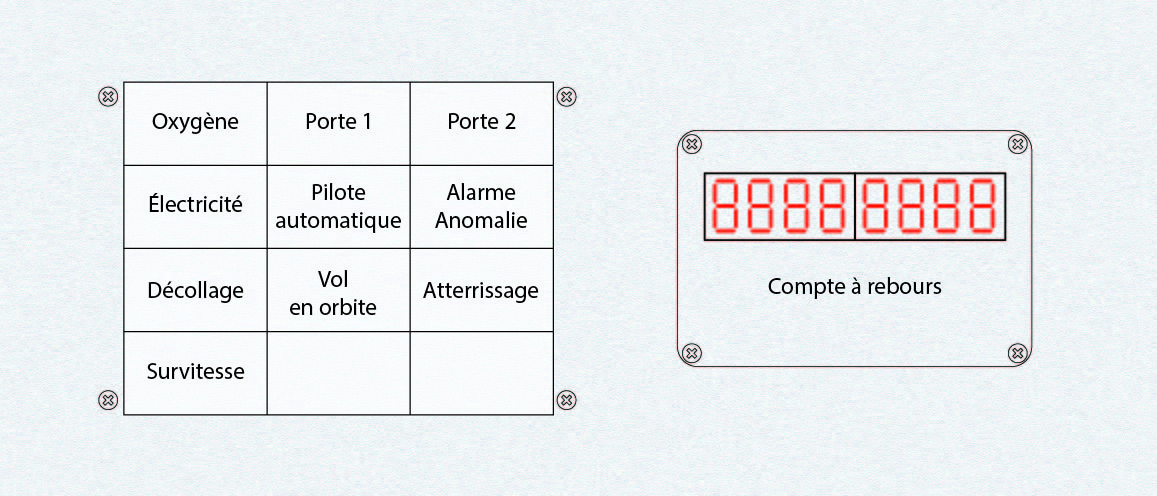 Oxygène
Porte 1
Porte 2
Électricité
Pilote
automatique
Alarme
Anomalie
Décollage
Vol
en orbite
Atterrissage
Survitesse
8888 8888
Compte à rebours